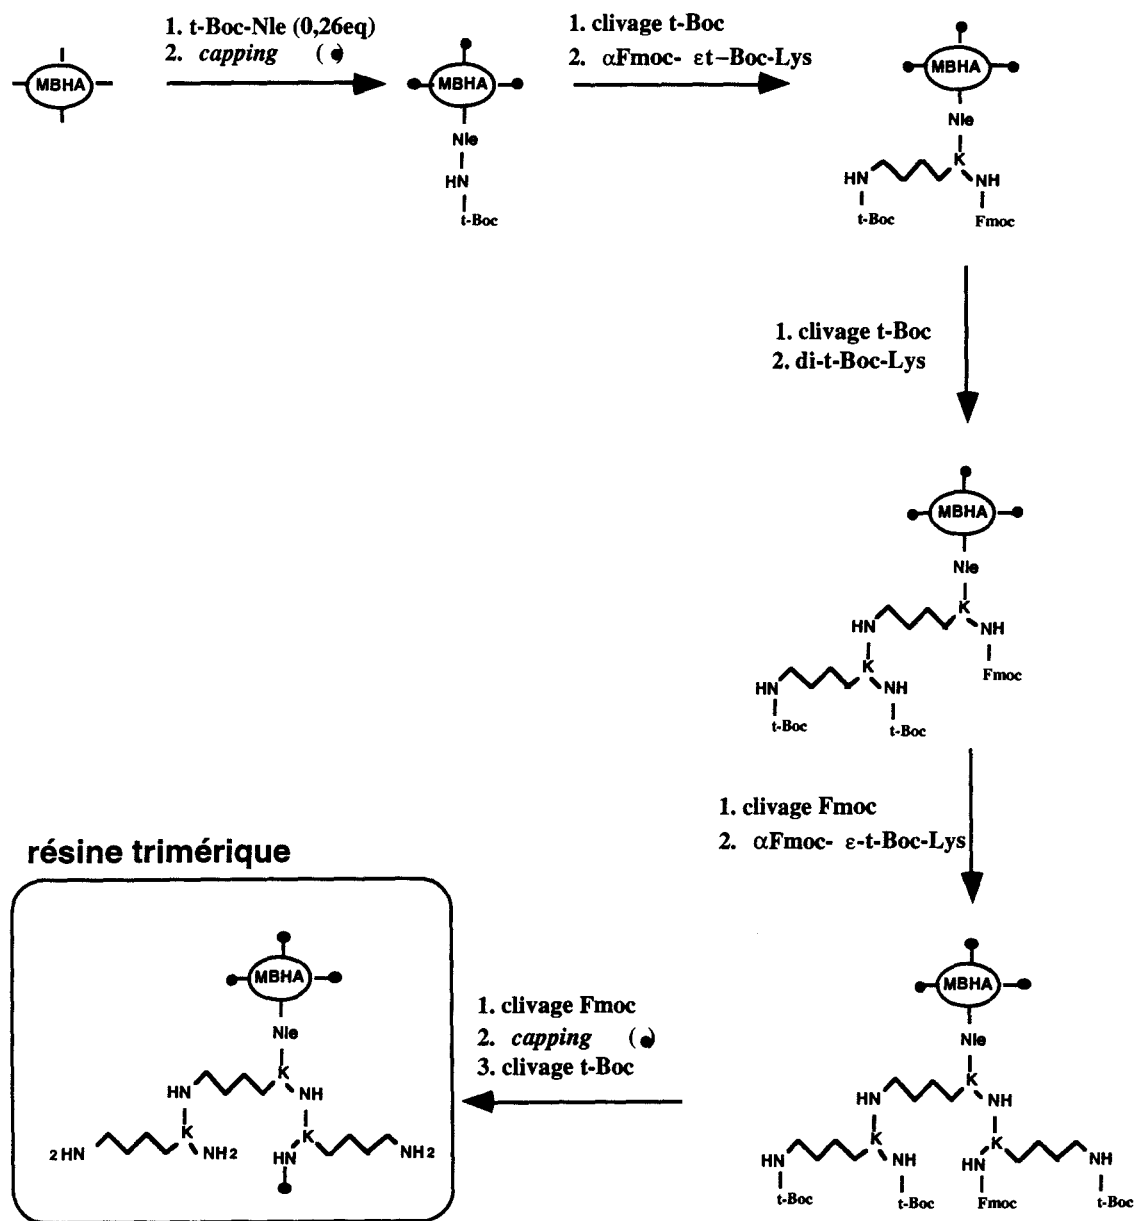 1. t-Boc-Nle (0,26eq)
2. capping (●)
1. clivage t-Boc
2. αFmoc- εt-Boc-Lys
MBHA
MBHA
Nle
HN
t-Boc
MBHA
Nle
K
HN
NH
t-Boc
Fmoc
1. clivage t-Boc
2. di-t-Boc-Lys
MBHA
Nle
K
HN
NH
K
Fmoc
HN
NH
t-Boc
t-Boc
1. clivage Fmoc
2. αFmoc- ε-t-Boc-Lys
MBHA
Nle
K
HN
NH
K
K
HN
NH
HN
NH
t-Boc
t-Boc
Fmoc
t-Boc
1. clivage Fmoc
2. capping (●)
3. clivage t-Boc
résine trimérique
MBHA
Nle
K
HN
NH
K
K
2HN
NH2
HN
NH2